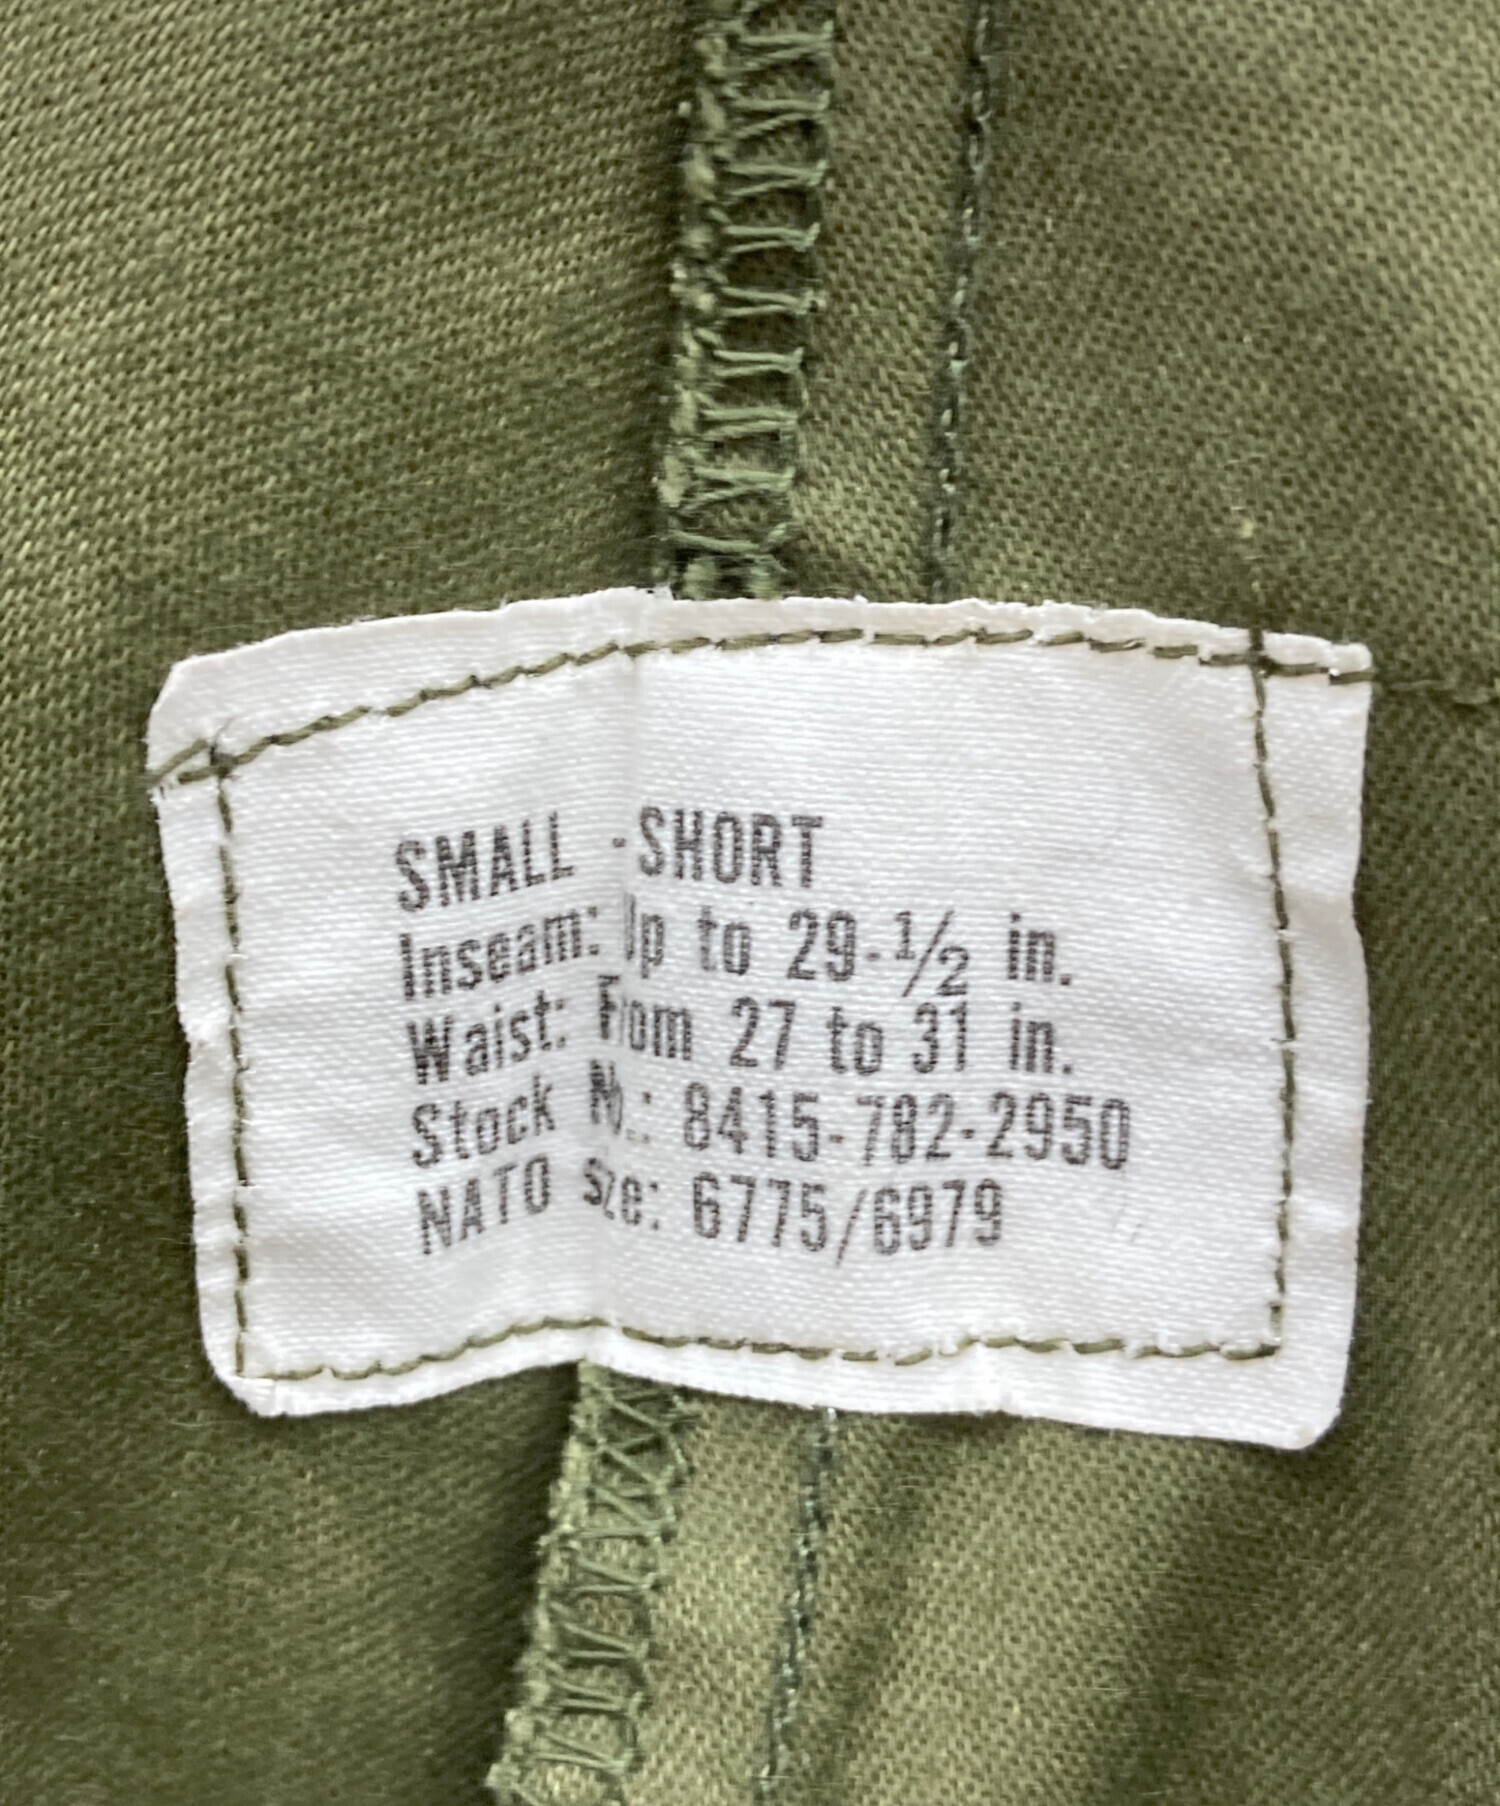 SMALL -SHORT
Inseam: Up to 29-1/2 in.
Waist: From 27 to 31 in.
Stock No.: 8415-782-2950
NATO size: 6775/6979